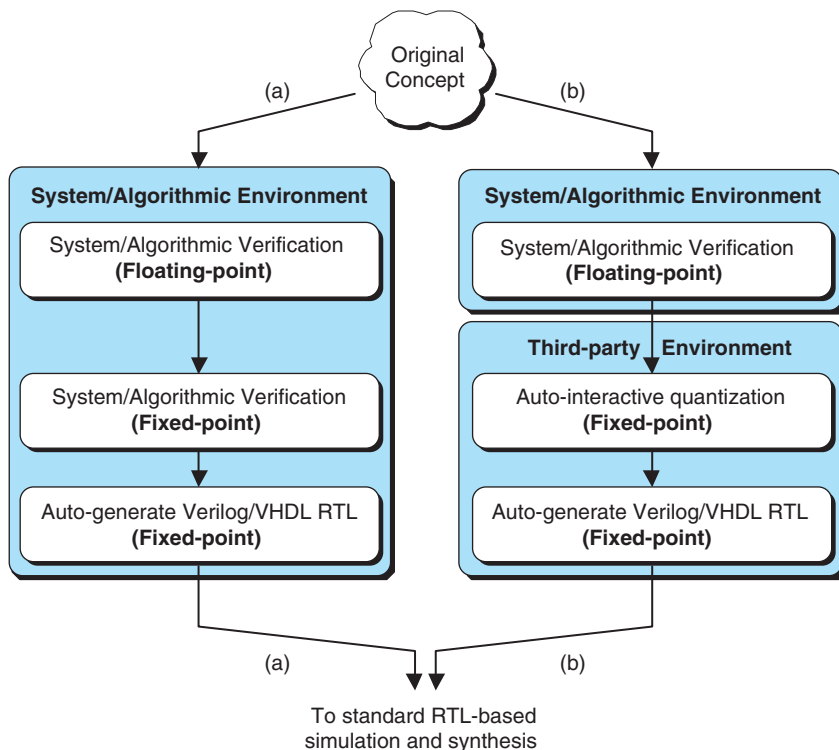 Original
Concept
(a)
(b)
System/Algorithmic Environment
System/Algorithmic Verification
(Floating-point)
System/Algorithmic Verification
(Fixed-point)
Auto-generate Verilog/VHDL RTL
(Fixed-point)
System/Algorithmic Environment
System/Algorithmic Verification
(Floating-point)
Third-party Environment
Auto-interactive quantization
(Fixed-point)
Auto-generate Verilog/VHDL RTL
(Fixed-point)
(a)
(b)
To standard RTL-based
simulation and synthesis